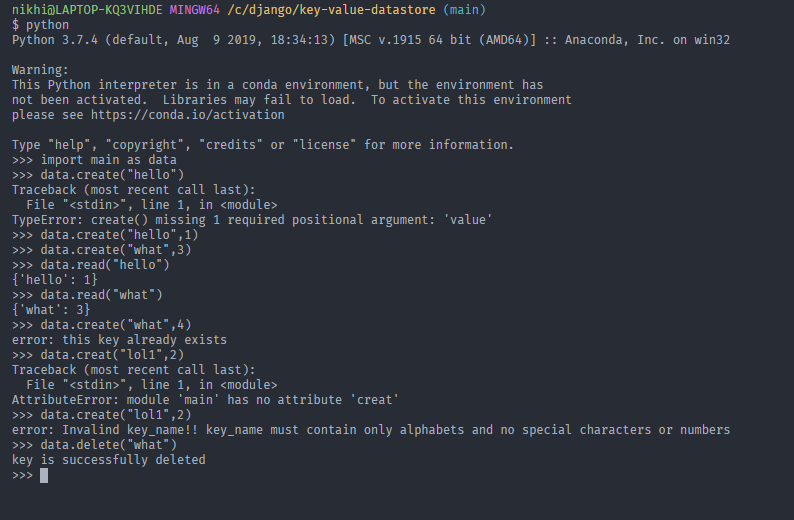 nikhi@LAPTOP-KQ3VIHDE MINGW64 /c/django/key-value-datastore (main)
$ python
Python 3.7.4 (default, Aug  9 2019, 18:34:13) [MSC v.1915 64 bit (AMD64)] :: Anaconda, Inc. on win32
Warning:
This Python interpreter is in a conda environment, but the environment has
not been activated.  Libraries may fail to load.  To activate this environment
please see https://conda.io/activation
Type "help", "copyright", "credits" or "license" for more information.
>>> import main as data
>>> data.create("hello")
Traceback (most recent call last):
  File "<stdin>", line 1, in <module>
TypeError: create() missing 1 required positional argument: 'value'
>>> data.create("hello",1)
>>> data.create("what",3)
>>> data.read("hello")
{'hello': 1}
>>> data.read("what")
{'what': 3}
>>> data.create("what",4)
error: this key already exists
>>> data.creat("lol1",2)
Traceback (most recent call last):
  File "<stdin>", line 1, in <module>
AttributeError: module 'main' has no attribute 'creat'
>>> data.create("lol1",2)
error: Invalind key_name!! key_name must contain only alphabets and no special characters or numbers
>>> data.delete("what")
key is successfully deleted
>>>